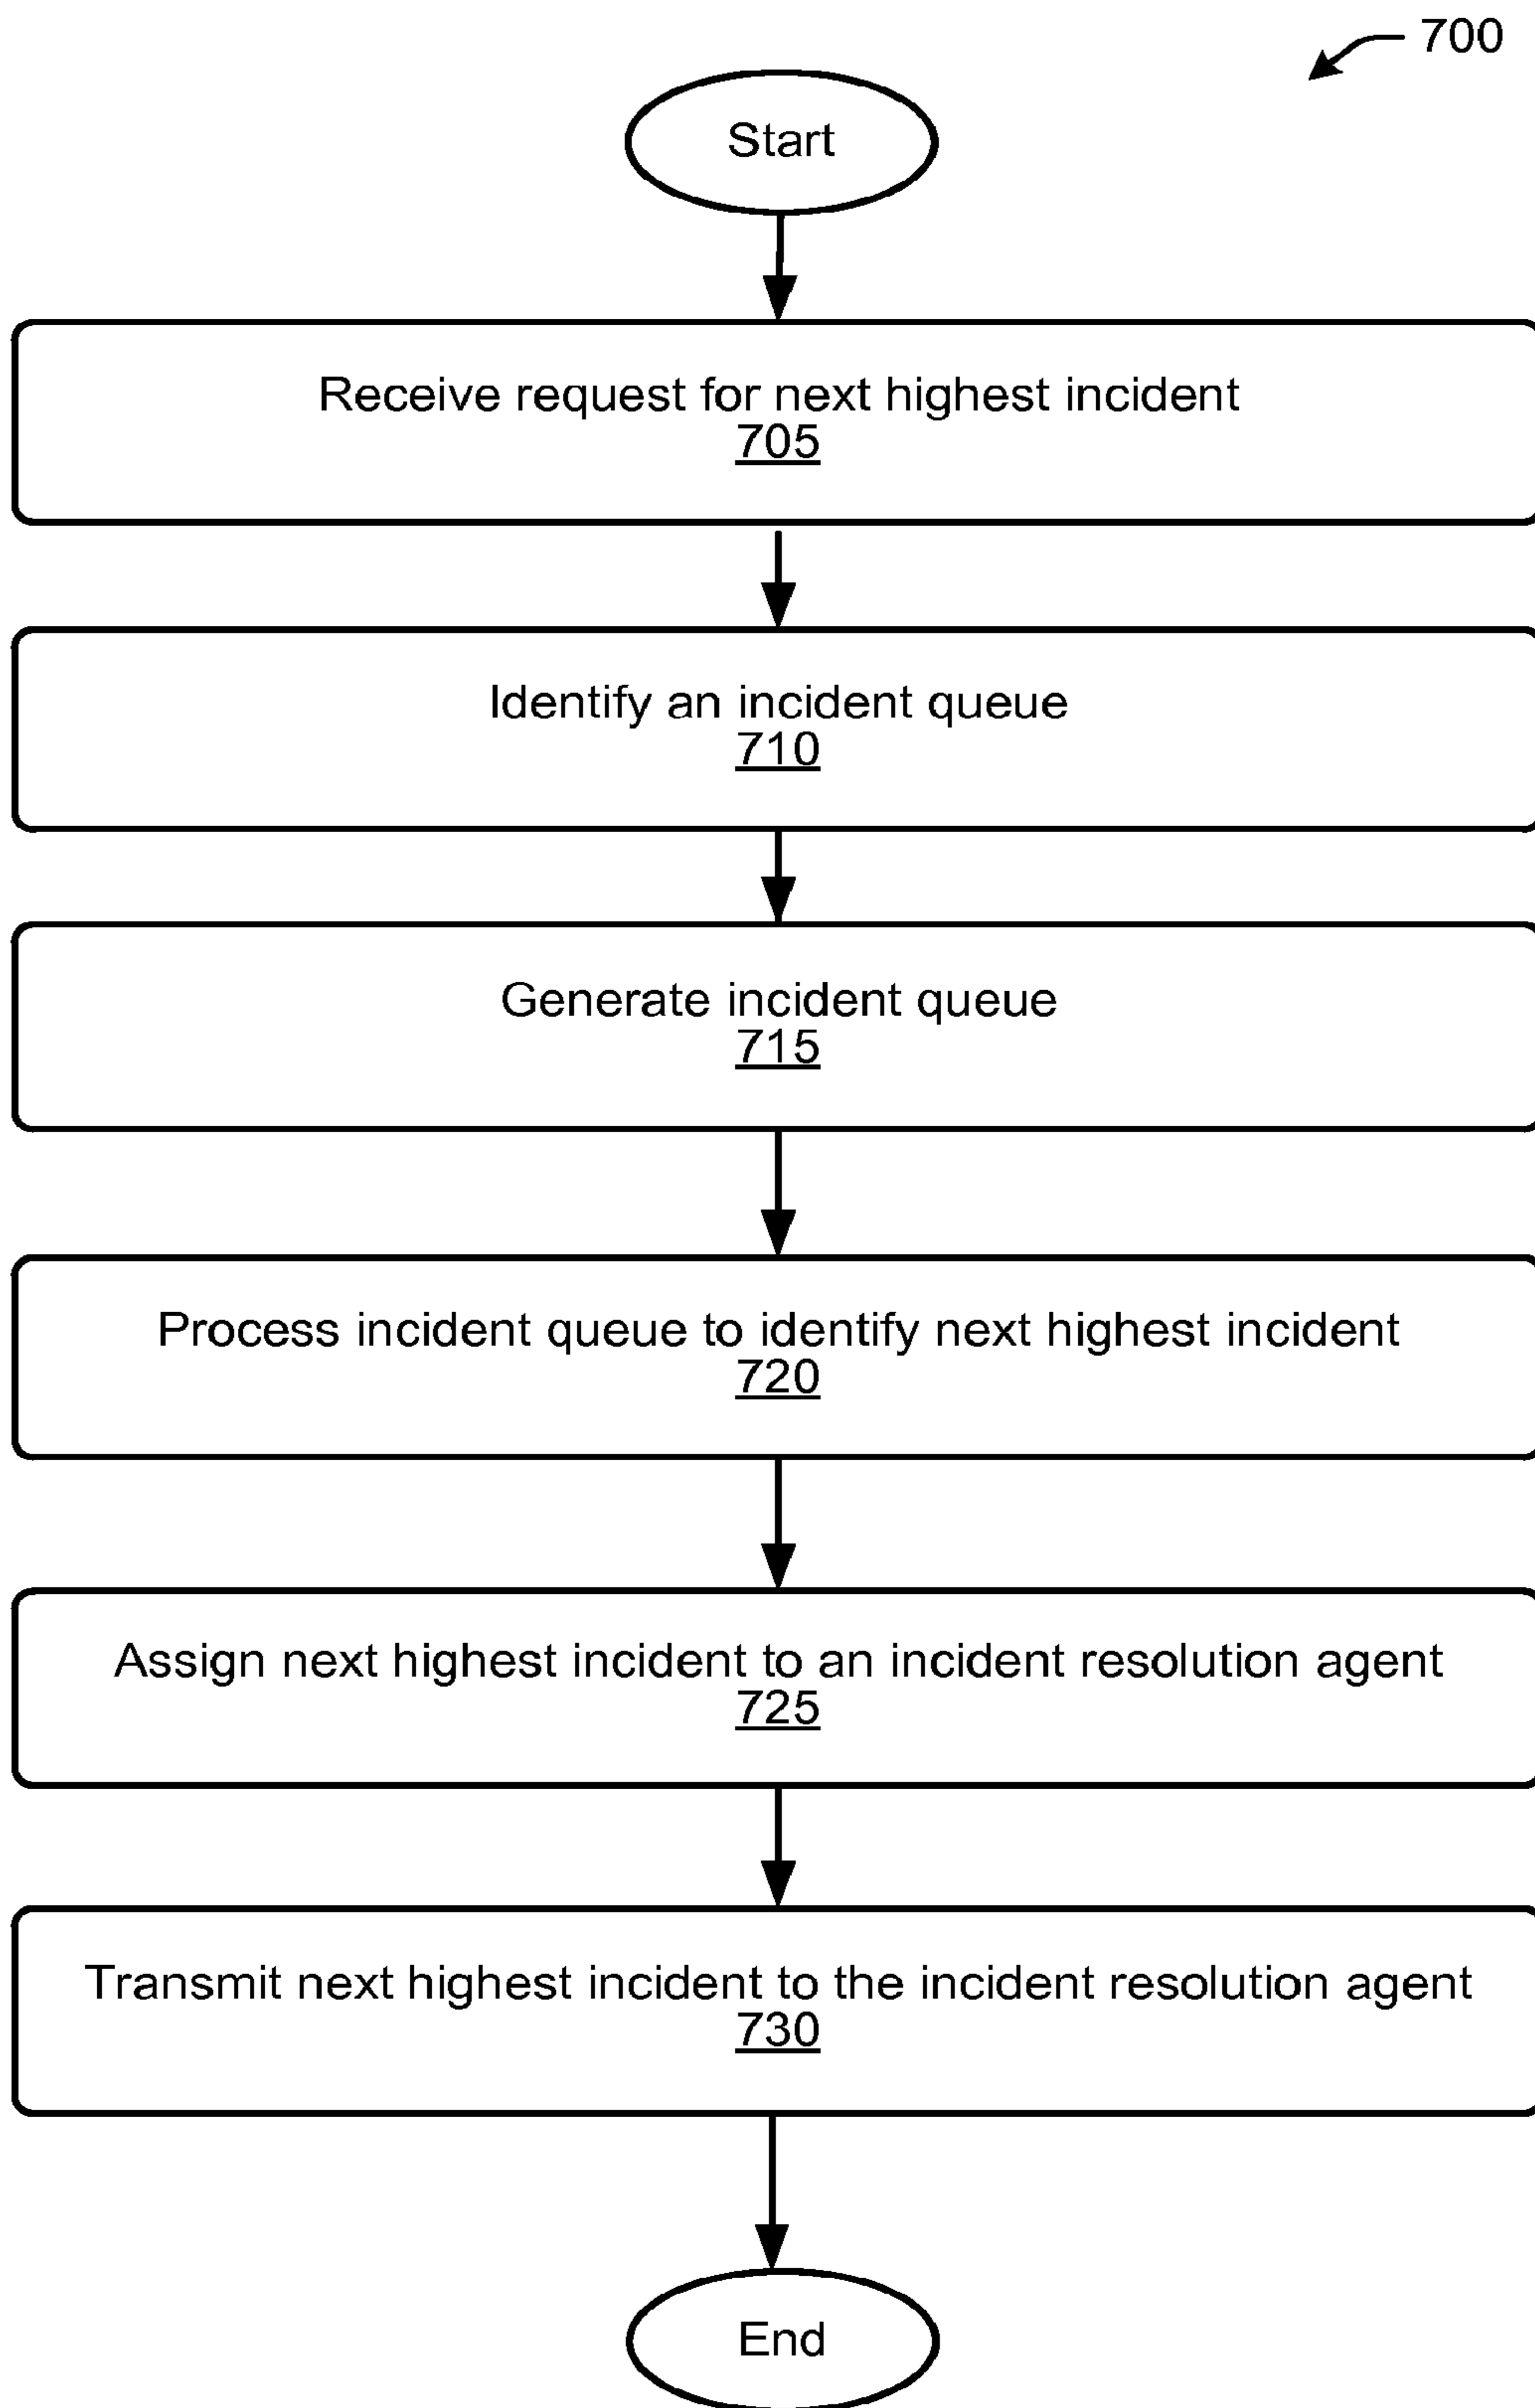 700
Start
Receive request for next highest incident
705
Identify an incident queue
710
Generate incident queue
715
Process incident queue to identify next highest incident
720
Assign next highest incident to an incident resolution agent
725
Transmit next highest incident to the incident resolution agent
730
End